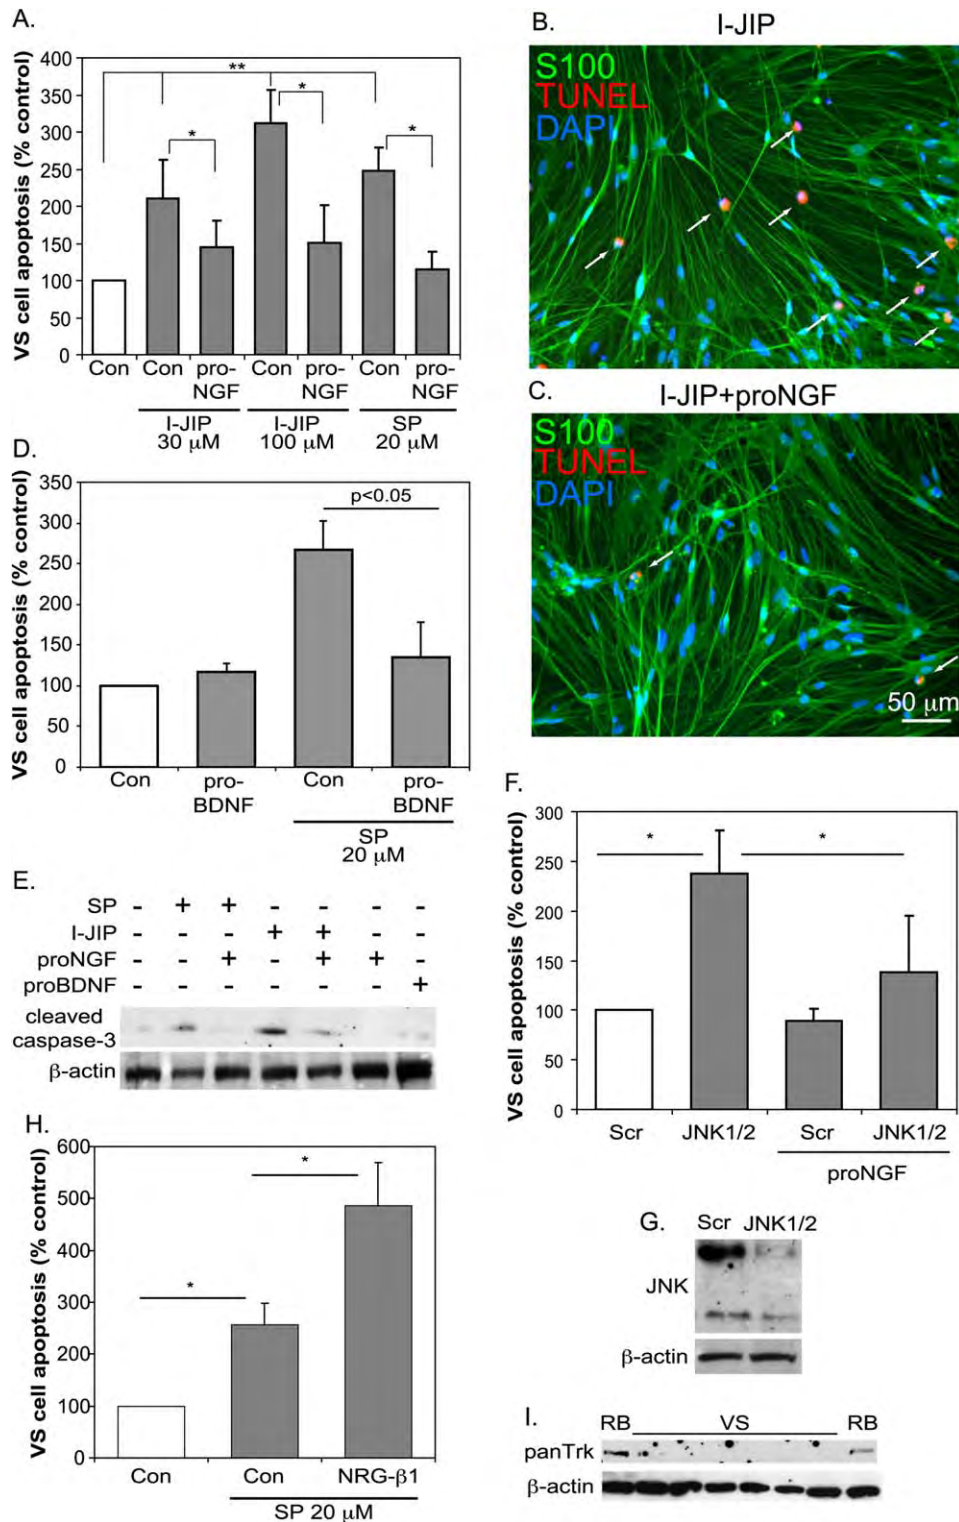 A.
VS cell apoptosis (% control)
400
350
300
250
200
150
100
50
0
**
*
*
*
Con
Con
pro-
NGF
Con
pro-
NGF
Con
pro-
NGF
I-JIP
30 µM
I-JIP
100 µM
SP
20 µM
B.
I-JIP
S100
TUNEL
DAPI
C.
I-JIP+proNGF
S100
TUNEL
DAPI
50 µm
D.
VS cell apoptosis (% control)
350
300
250
200
150
100
50
0
p<0.05
Con
pro-
BDNF
Con
pro-
BDNF
SP
20 µM
E.
SP - + + - - - -
I-JIP - - - + + - -
proNGF - - + - + + -
proBDNF - - - - - - +
cleaved
caspase-3
β-actin
F.
VS cell apoptosis (% control)
300
250
200
150
100
50
0
*
*
Scr
JNK1/2
Scr
JNK1/2
proNGF
G.
Scr JNK1/2
JNK
β-actin
H.
VS cell apoptosis (% control)
600
500
400
300
200
100
0
*
*
Con
Con
NRG-β1
SP 20 µM
I.
RB VS RB
panTrk
β-actin